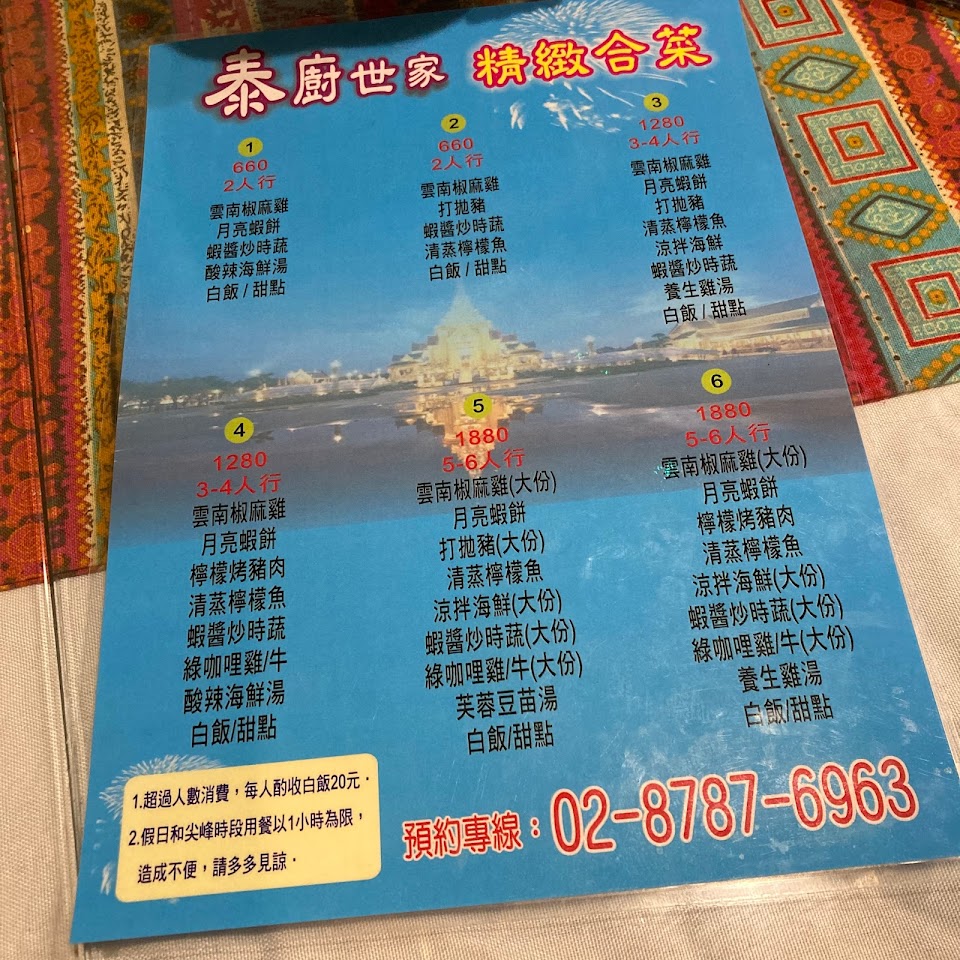 泰廚世家 精緻合菜
1
660
2人行
雲南椒麻雞
月亮蝦餅
蝦醬炒時蔬
酸辣海鮮湯
白飯 / 甜點
2
660
2人行
雲南椒麻雞
打拋豬
蝦醬炒時蔬
清蒸檸檬魚
白飯 / 甜點
3
1280
3-4人行
雲南椒麻雞
月亮蝦餅
打拋豬
清蒸檸檬魚
涼拌海鮮
蝦醬炒時蔬
養生雞湯
白飯 / 甜點
4
1280
3-4人行
雲南椒麻雞
月亮蝦餅
檸檬烤豬肉
清蒸檸檬魚
蝦醬炒時蔬
綠咖哩雞/牛
酸辣海鮮湯
白飯/甜點
5
1880
5-6人行
雲南椒麻雞(大份)
月亮蝦餅
打拋豬(大份)
清蒸檸檬魚
涼拌海鮮(大份)
蝦醬炒時蔬(大份)
綠咖哩雞/牛(大份)
芙蓉豆苗湯
白飯/甜點
6
1880
5-6人行
雲南椒麻雞(大份)
月亮蝦餅
檸檬烤豬肉
清蒸檸檬魚
涼拌海鮮(大份)
蝦醬炒時蔬(大份)
綠咖哩雞/牛(大份)
養生雞湯
白飯/甜點
1.超過人數消費，每人酌收白飯20元．
2.假日和尖峰時段用餐以1小時為限，
造成不便，請多多見諒．
預約專線：02-8787-6963